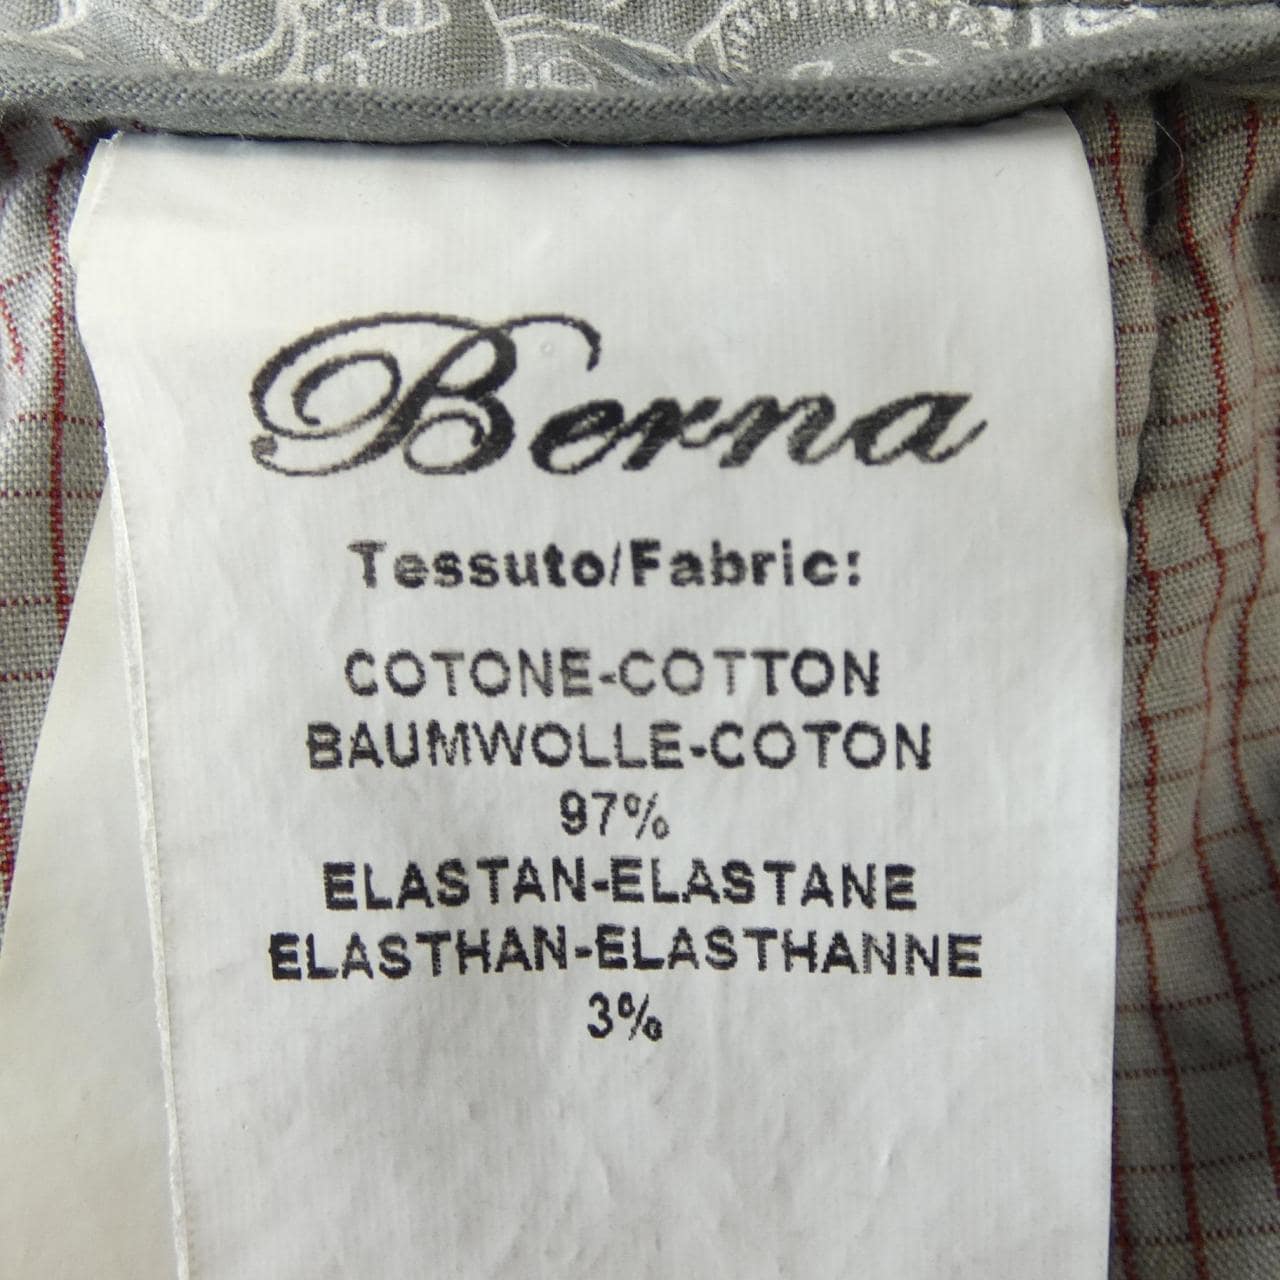 Berna
Tessuto/Fabric:
COTONE-COTTON
BAUMWOLLE-COTON
97%
ELASTAN-ELASTANE
ELASTHAN-ELASTHANNE
3%